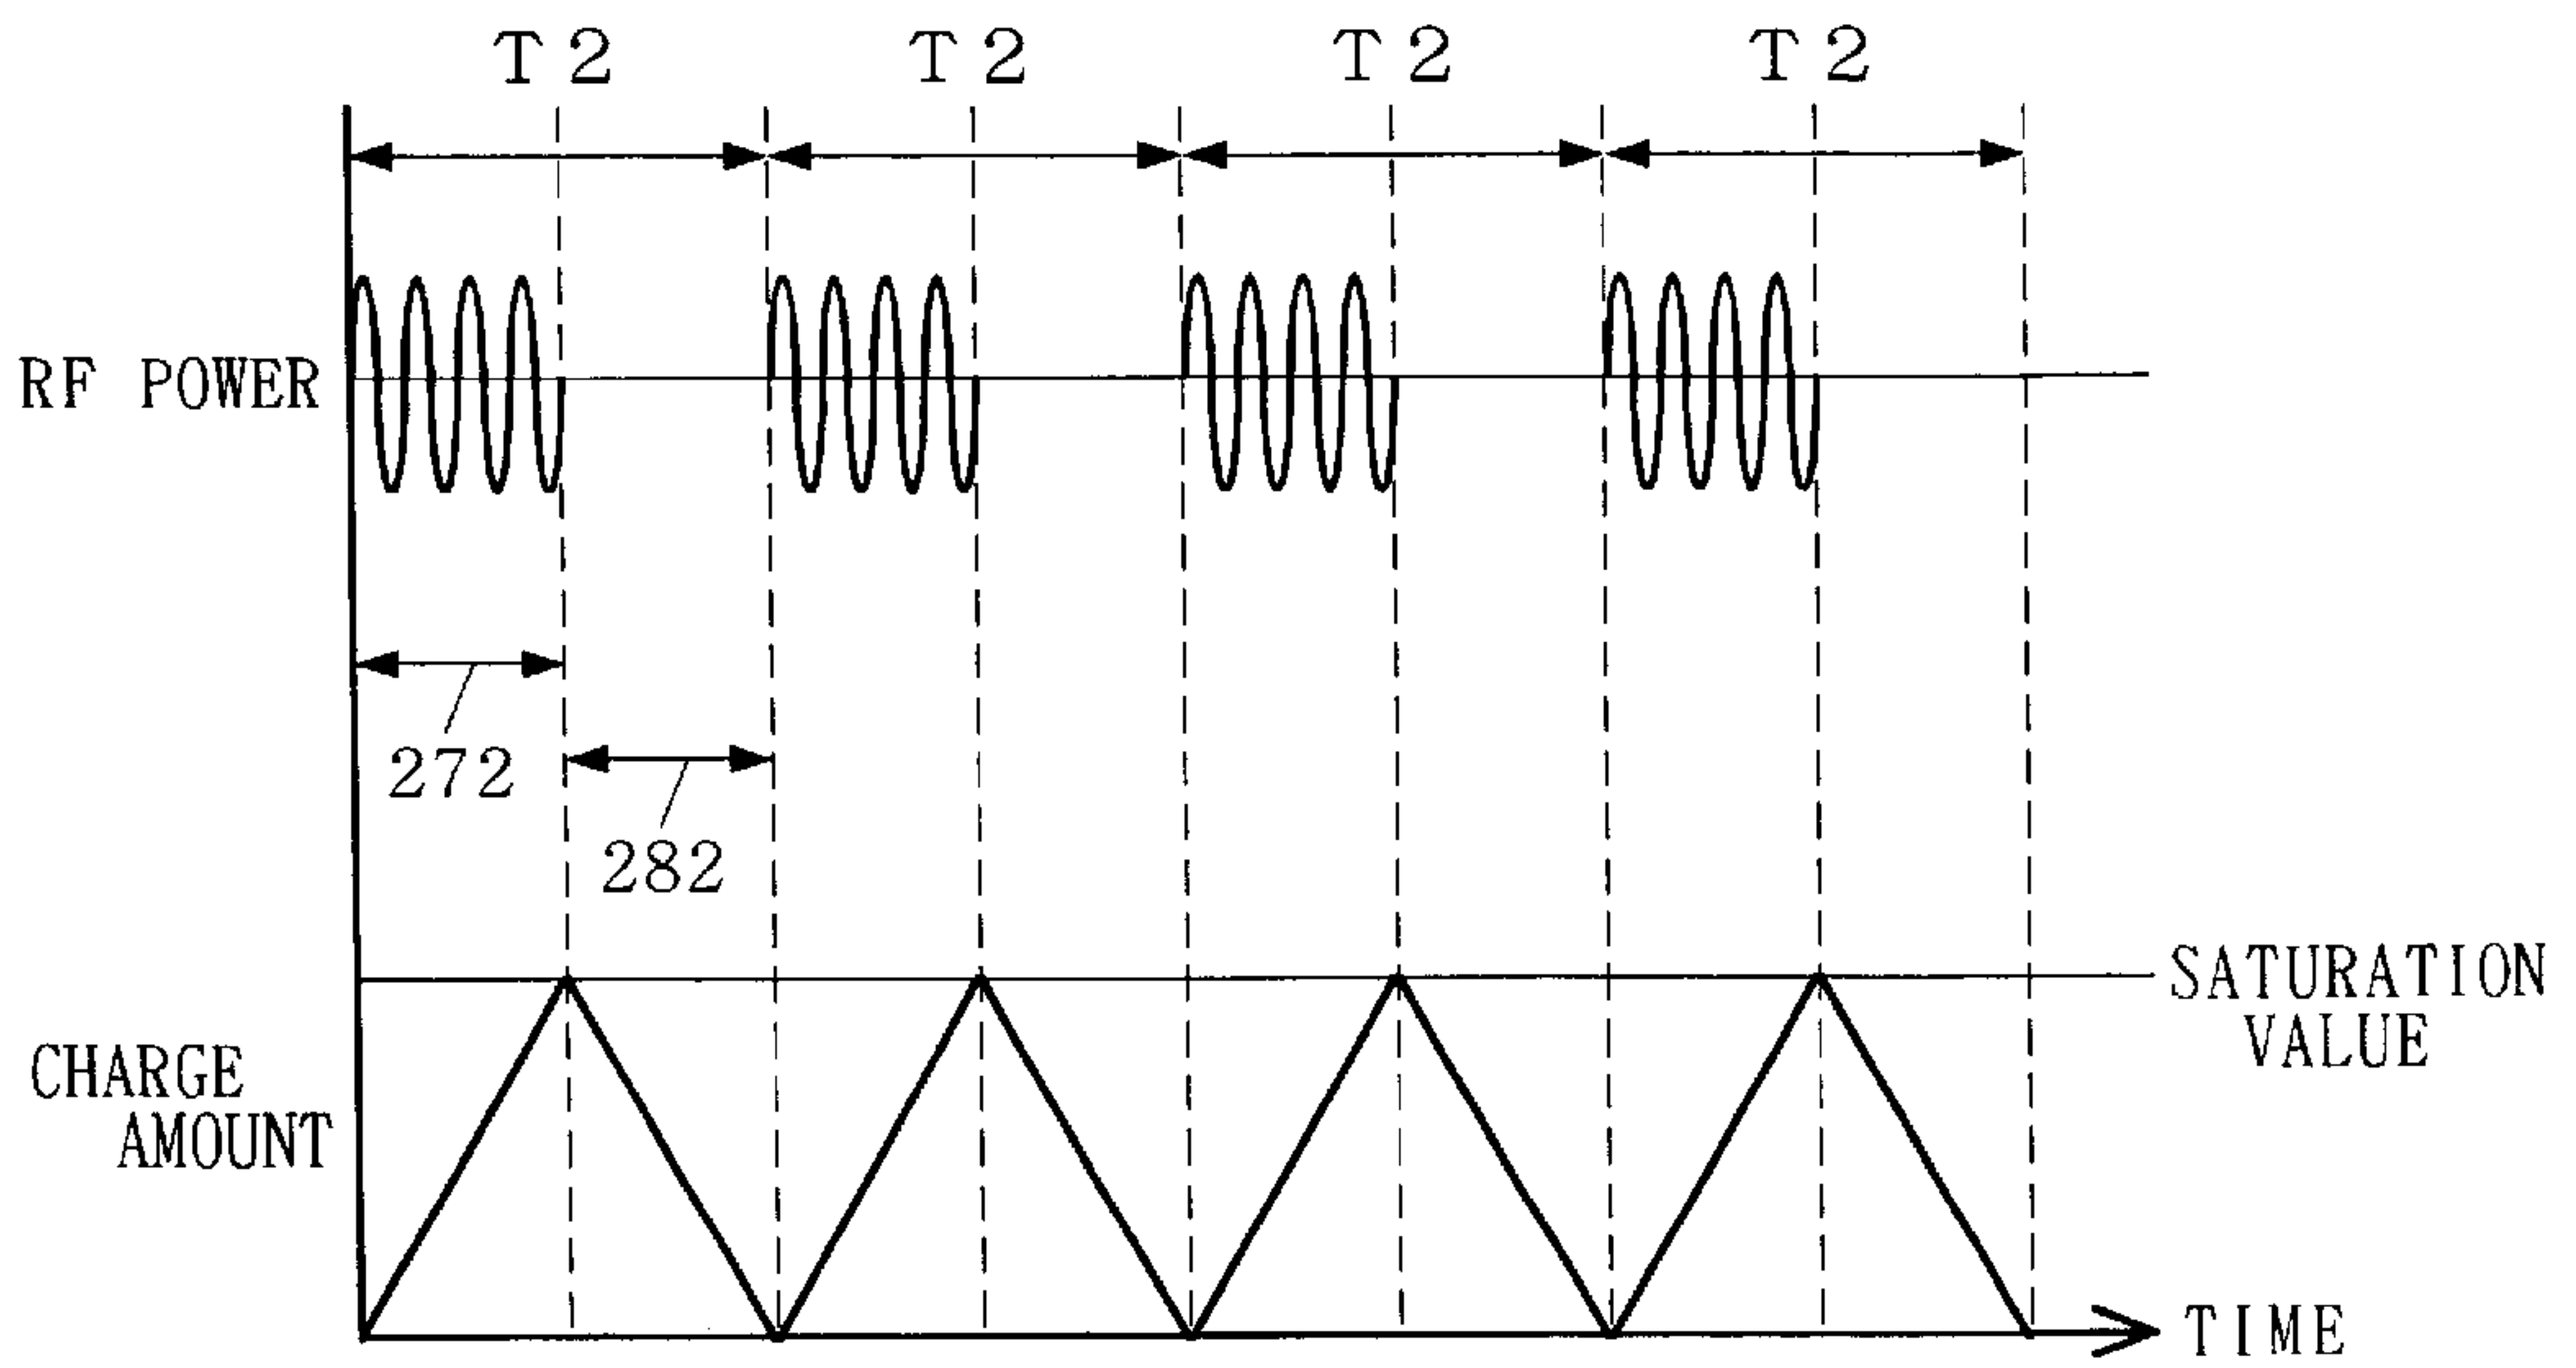 T2 T2 T2 T2
RF POWER
272
282
SATURATION
VALUE
CHARGE
AMOUNT
TIME